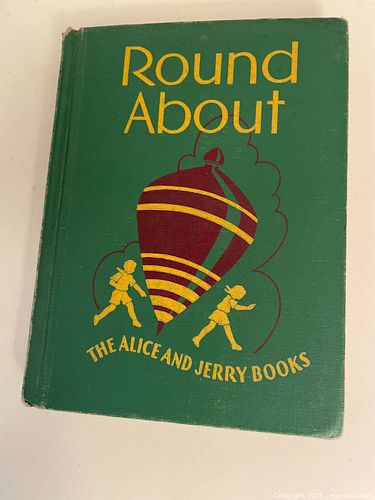 Round
About
THE ALICE AND JERRY BOOKS